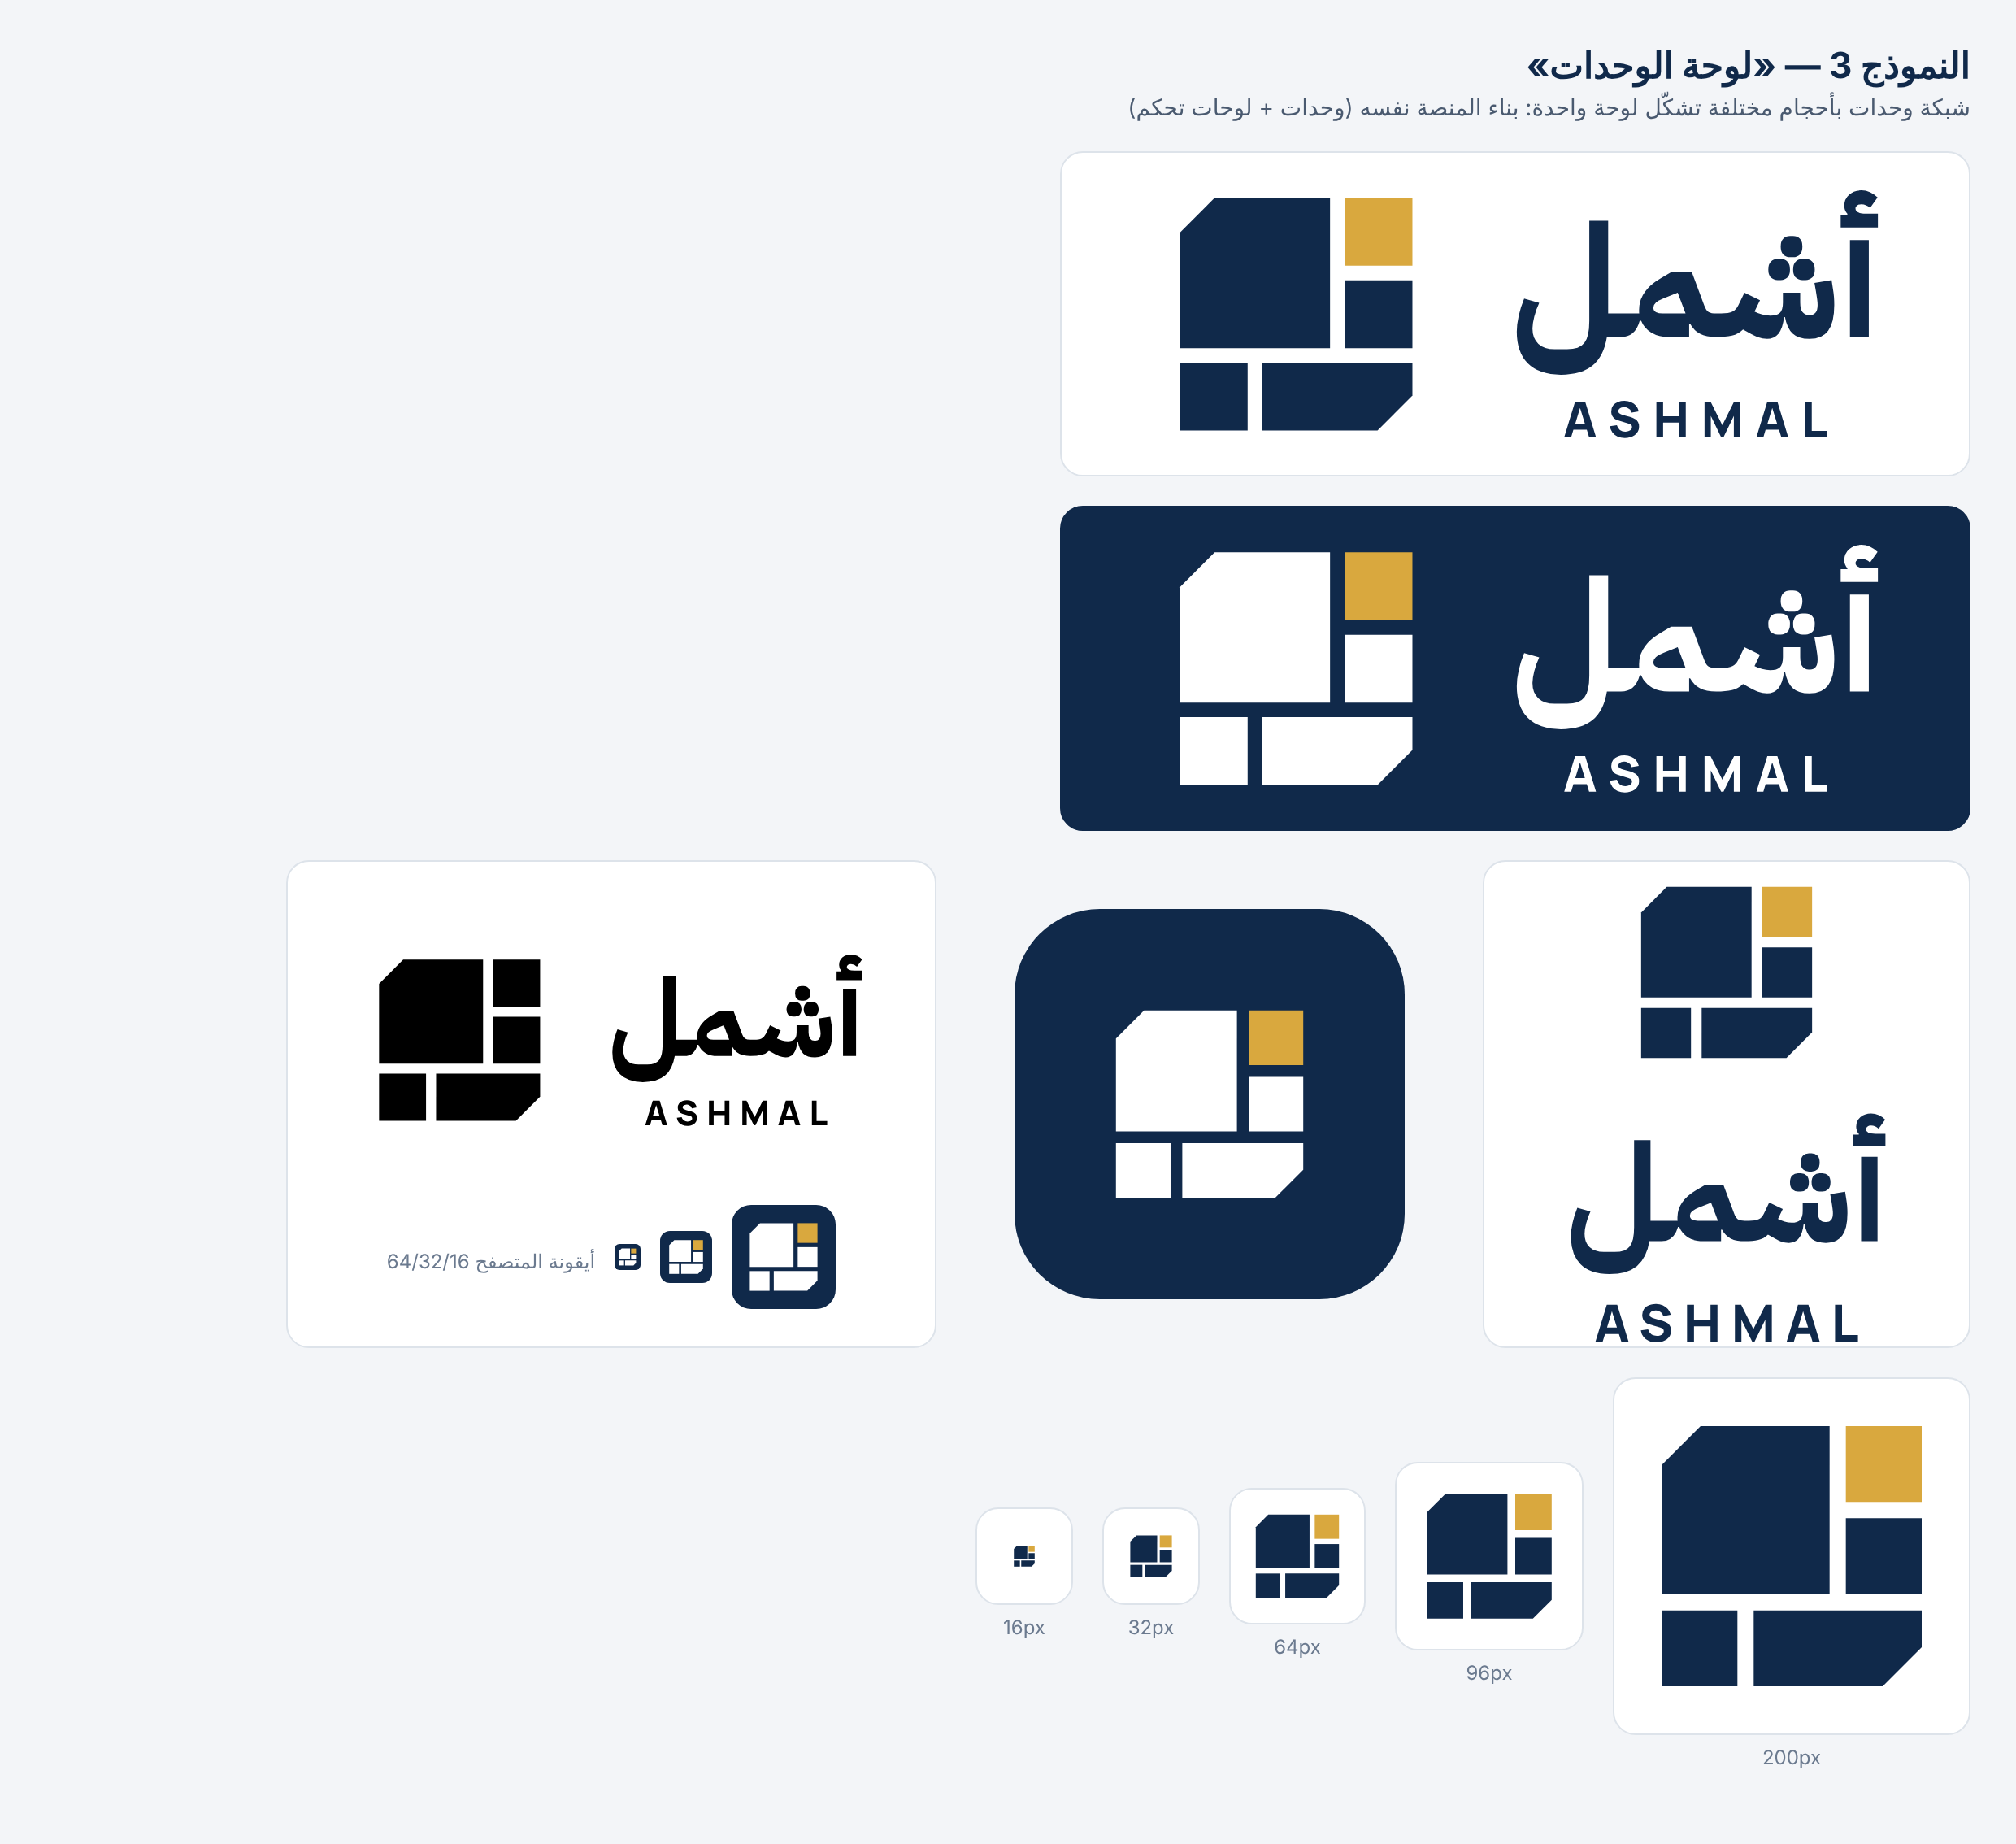 النموذج 3 — «لوحة الوحدات»
شبكة وحدات بأحجام مختلفة تشكّل لوحة واحدة: بناء المنصة نفسه (وحدات + لوحات تحكم)
أشمل
ASHMAL
أشمل
ASHMAL
أشمل
ASHMAL
أشمل
ASHMAL
أيقونة المتصفح 64/32/16
200px
96px
64px
32px
16px